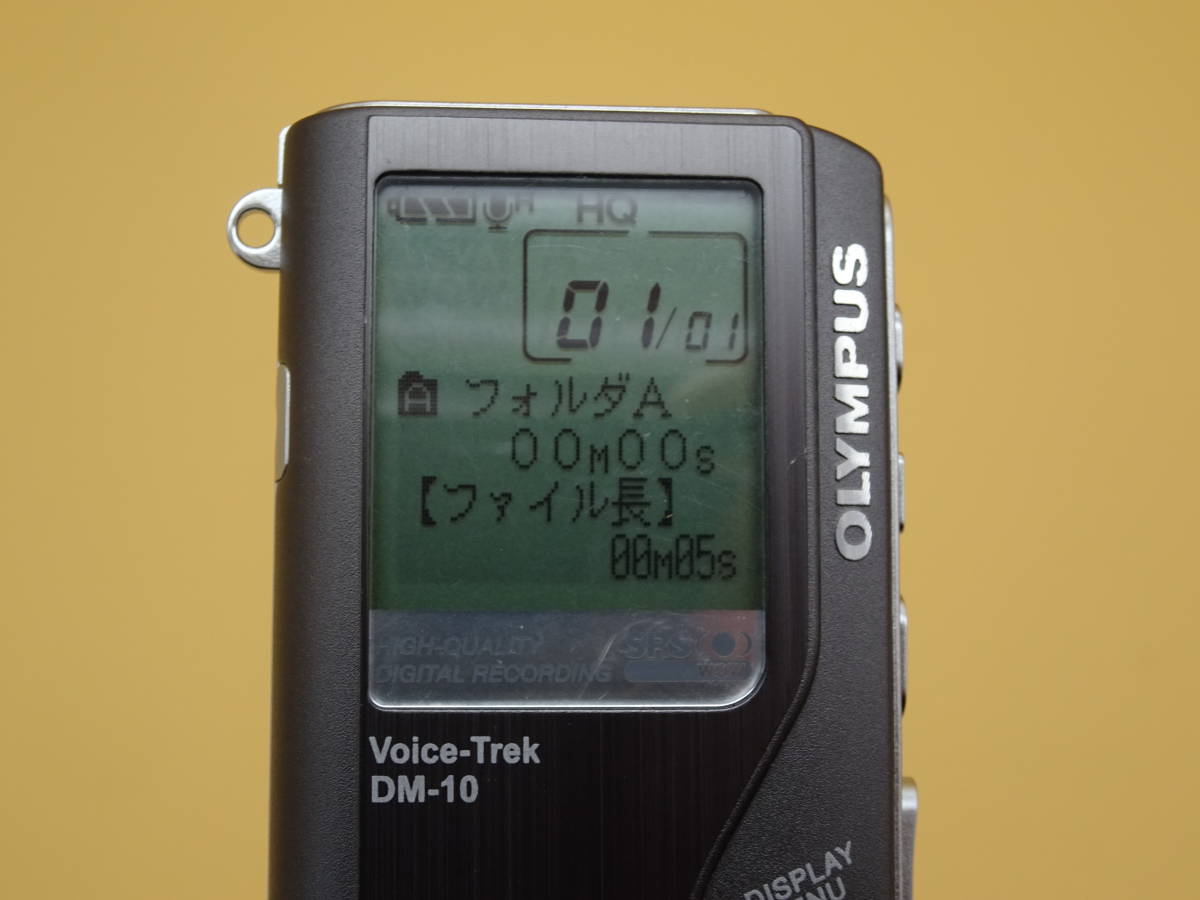 H HQ
01/01
A フォルダA
00M00s
【ファイル長】
00M05s
HIGH-QUALITY
DIGITAL RECORDING
SRS
Voice-Trek
DM-10
OLYMPUS
DISPLAY